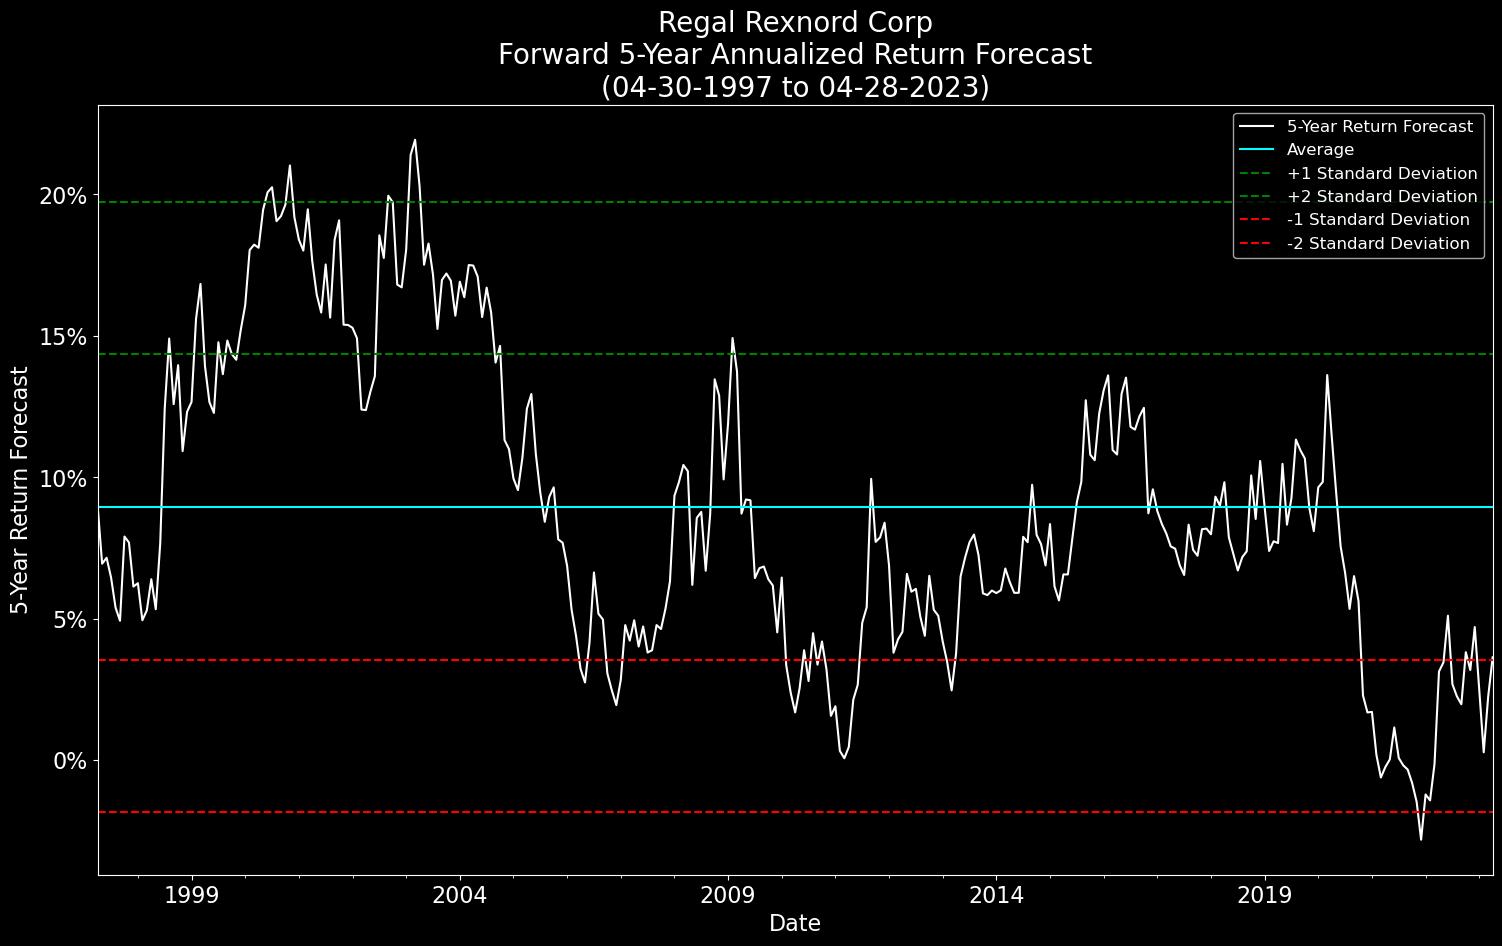 Regal Rexnord Corp
Forward 5-Year Annualized Return Forecast
(04-30-1997 to 04-28-2023)
5-Year Return Forecast
Average
+1 Standard Deviation
+2 Standard Deviation
-1 Standard Deviation
-2 Standard Deviation
20%
15%
10%
5%
0%
5-Year Return Forecast
1999
2004
2009
2014
2019
Date